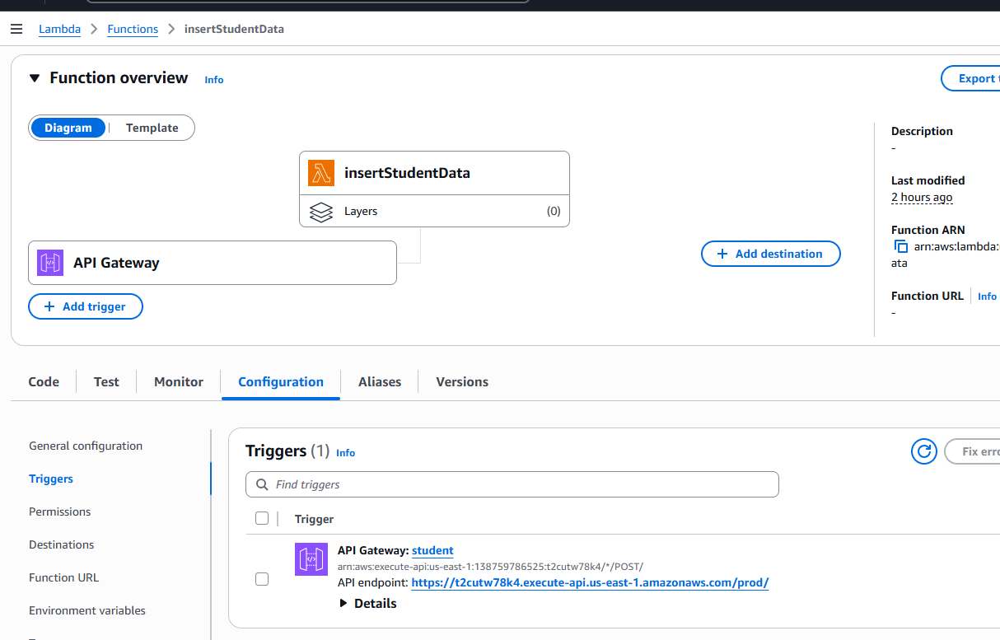 Lambda > Functions > insertStudentData
Function overview Info
Export
Diagram Template
insertStudentData
Layers (0)
API Gateway
+ Add trigger
+ Add destination
Description
-
Last modified
2 hours ago
Function ARN
arn:aws:lambda:
ata
Function URL Info
-
Code Test Monitor Configuration Aliases Versions
General configuration
Triggers
Permissions
Destinations
Function URL
Environment variables
Triggers (1) Info
Fix
Find triggers
Trigger
API Gateway: student
arn:aws:execute-api:us-east-1:138759786525:t2cutw78k4/*/POST/
API endpoint: https://t2cutw78k4.execute-api.us-east-1.amazonaws.com/prod/
Details